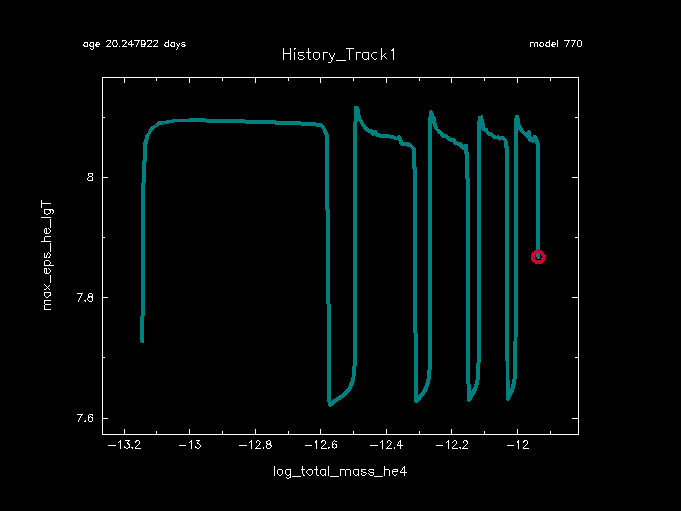 age 20.247922 days
model 770
History_Track1
8
7.8
7.6
max_eps_he_lgT
−13.2 −13 −12.8 −12.6 −12.4 −12.2 −12
log_total_mass_he4